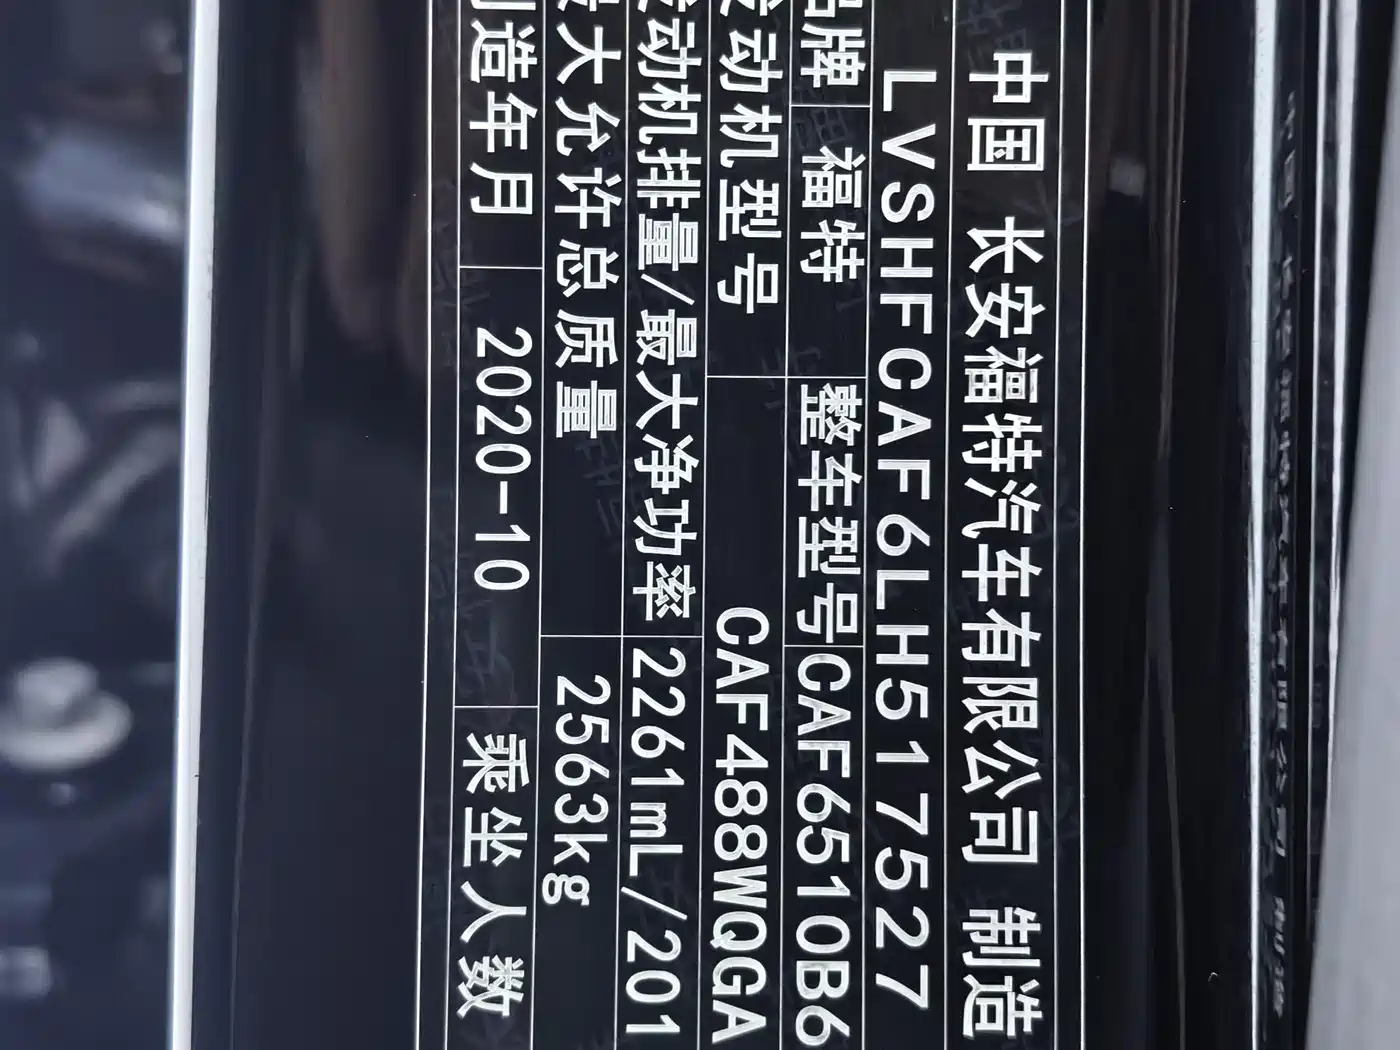 中国 长安福特汽车有限公司 制造
LVSHFCAF6LH517527
品牌 福特 整车型号 CAF6510B6
发动机型号 CAF488WQGA
发动机排量/最大净功率 2261mL/201
最大允许总质量 2563kg
制造年月 2020-10 乘坐人数